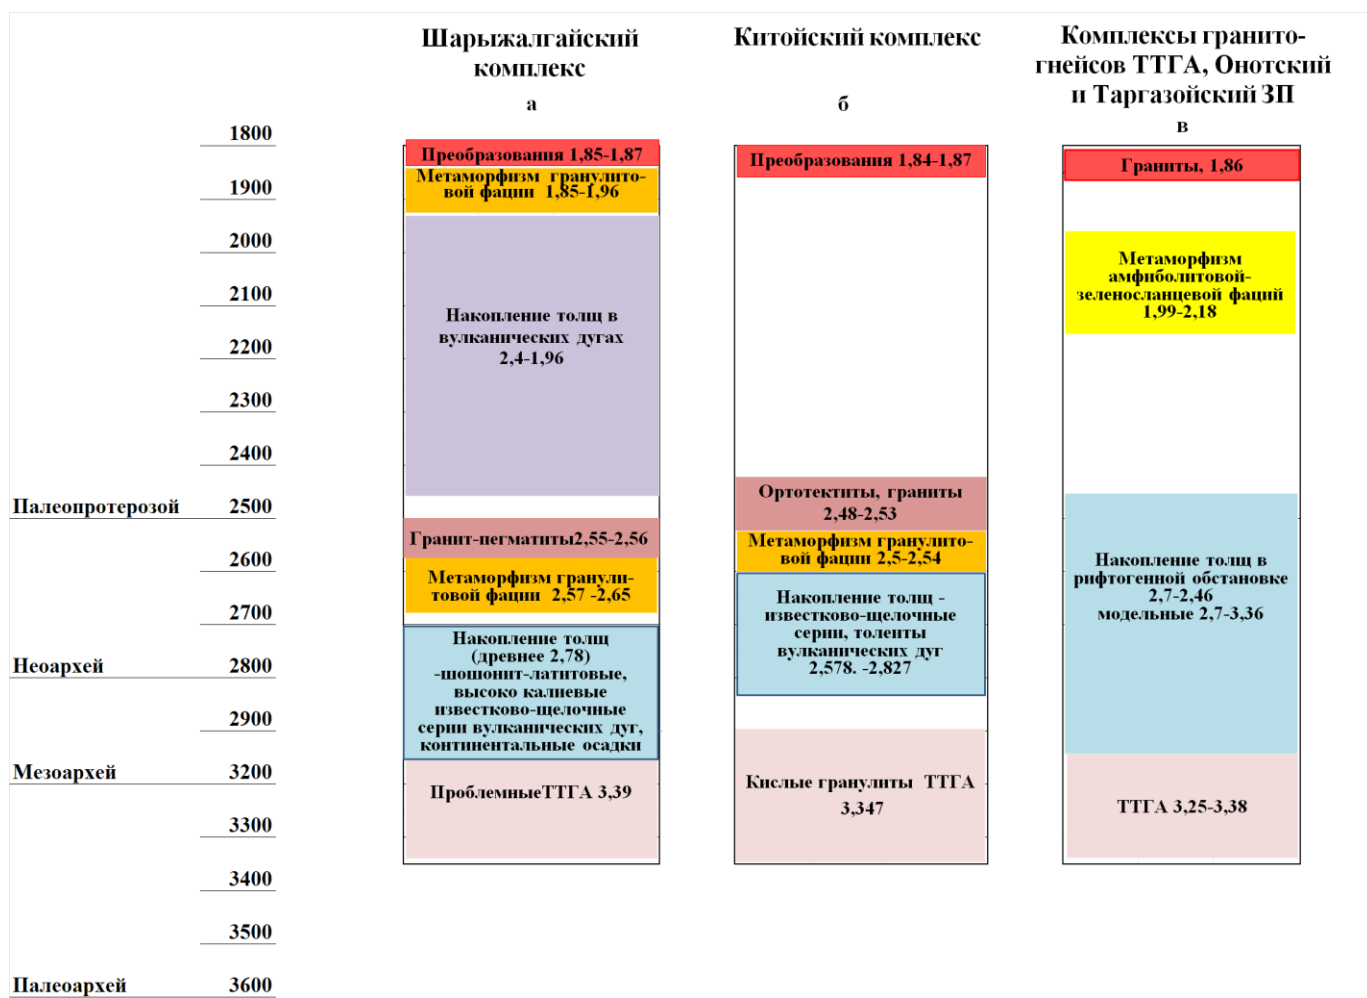 Шарыжалгайский
комплекс
а
Китойский комплекс
б
Комплексы гранито-
гнейсов ТТГА, Онотский
и Таргазойский ЗП
в
1800
1900
2000
2100
2200
2300
2400
Палеопротерозой 2500
2600
2700
Неоархей 2800
2900
Мезоархей 3200
3300
3400
3500
Палеоархей 3600
Преобразования 1,85-1,87
Метаморфизм гранулито-
вой фации 1,85-1,96
Накопление толщ в
вулканических дугах
2,4-1,96
Гранит-пегматиты2,55-2,56
Метаморфизм гранули-
товой фации 2,57 -2,65
Накопление толщ
(древнее 2,78)
-шошонит-латитовые,
высоко калиевые
известково-щелочные
серии вулканических дуг,
континентальные осадки
ПроблемныеТТГА 3,39
Преобразования 1,84-1,87
Ортотектиты, граниты
2,48-2,53
Метаморфизм гранулито-
вой фации 2,5-2,54
Накопление толщ -
известково-щелочные
серии, толеиты
вулканических дуг
2,578. -2,827
Кислые гранулиты ТТГА
3,347
Граниты, 1,86
Метаморфизм
амфиболитовой-
зеленосланцевой фаций
1,99-2,18
Накопление толщ в
рифтогенной обстановке
2,7-2,46
модельные 2,7-3,36
ТТГА 3,25-3,38